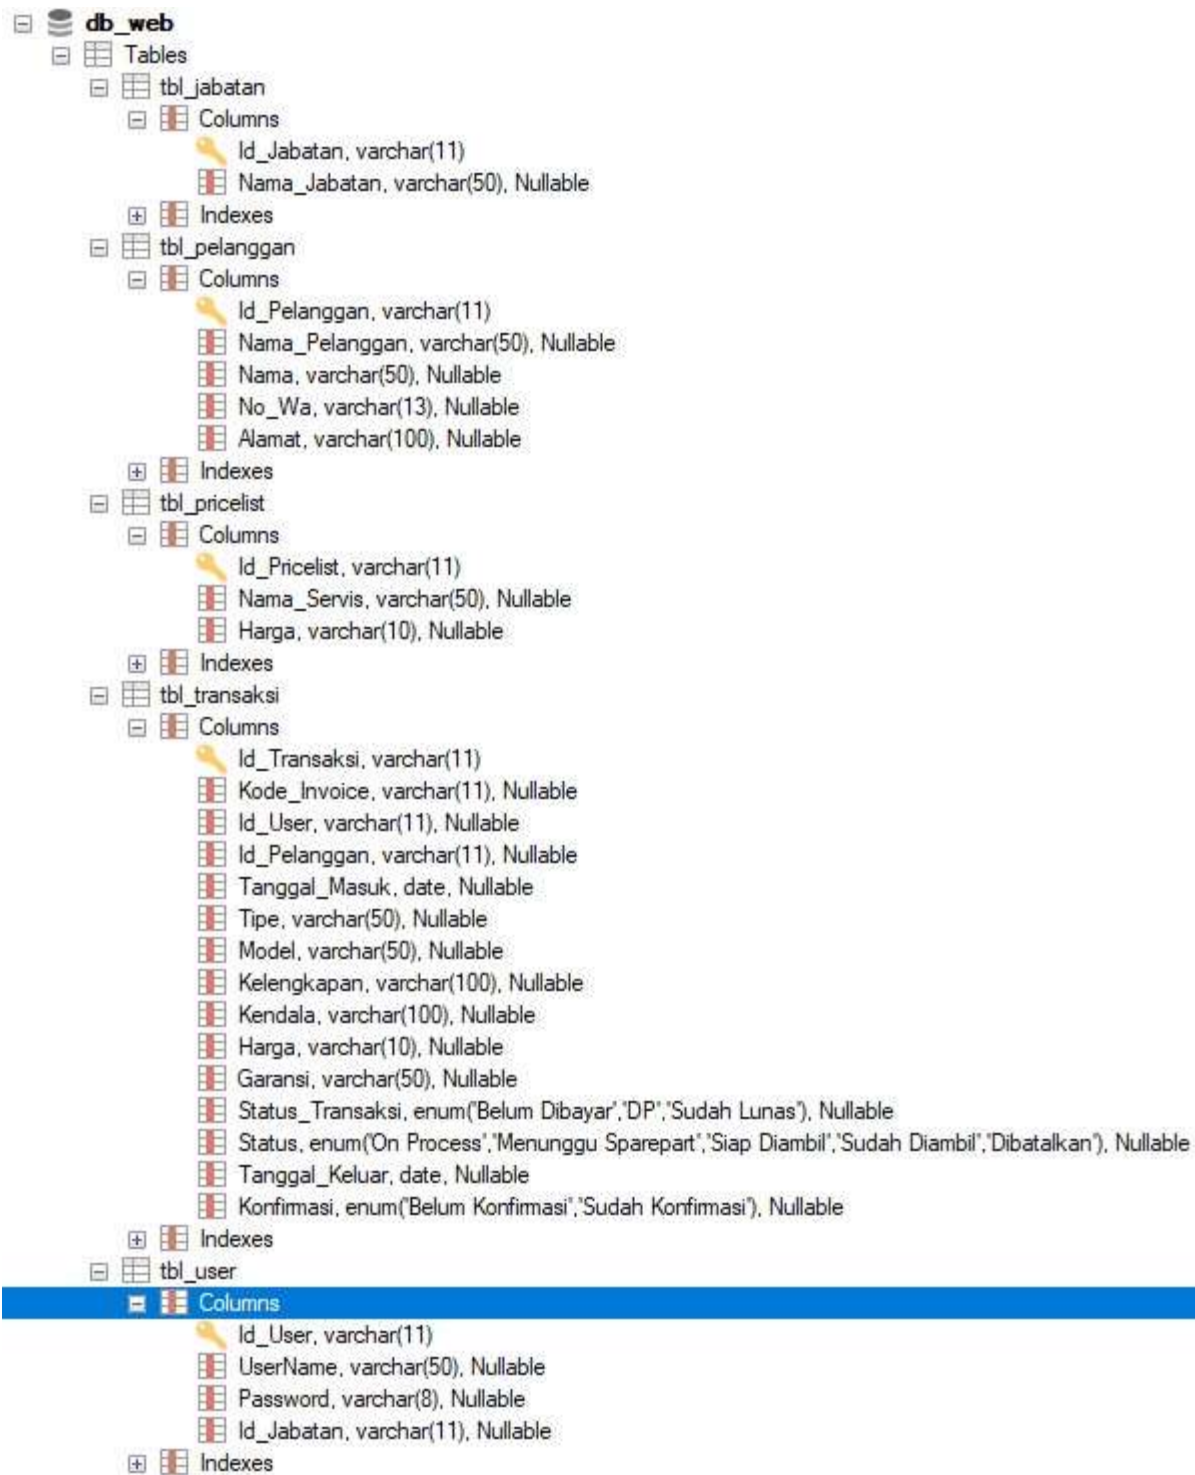 db_web
Tables
tbl_jabatan
Columns
Id_Jabatan, varchar(11)
Nama_Jabatan, varchar(50), Nullable
Indexes
tbl_pelanggan
Columns
Id_Pelanggan, varchar(11)
Nama_Pelanggan, varchar(50), Nullable
Nama, varchar(50), Nullable
No_Wa, varchar(13), Nullable
Alamat, varchar(100), Nullable
Indexes
tbl_pricelist
Columns
Id_Pricelist, varchar(11)
Nama_Servis, varchar(50), Nullable
Harga, varchar(10), Nullable
Indexes
tbl_transaksi
Columns
Id_Transaksi, varchar(11)
Kode_Invoice, varchar(11), Nullable
Id_User, varchar(11), Nullable
Id_Pelanggan, varchar(11), Nullable
Tanggal_Masuk, date, Nullable
Tipe, varchar(50), Nullable
Model, varchar(50), Nullable
Kelengkapan, varchar(100), Nullable
Kendala, varchar(100), Nullable
Harga, varchar(10), Nullable
Garansi, varchar(50), Nullable
Status_Transaksi, enum('Belum Dibayar','DP','Sudah Lunas'), Nullable
Status, enum('On Process','Menunggu Sparepart','Siap Diambil','Sudah Diambil','Dibatalkan'), Nullable
Tanggal_Keluar, date, Nullable
Konfirmasi, enum('Belum Konfirmasi','Sudah Konfirmasi'), Nullable
Indexes
tbl_user
Columns
Id_User, varchar(11)
UserName, varchar(50), Nullable
Password, varchar(8), Nullable
Id_Jabatan, varchar(11), Nullable
Indexes